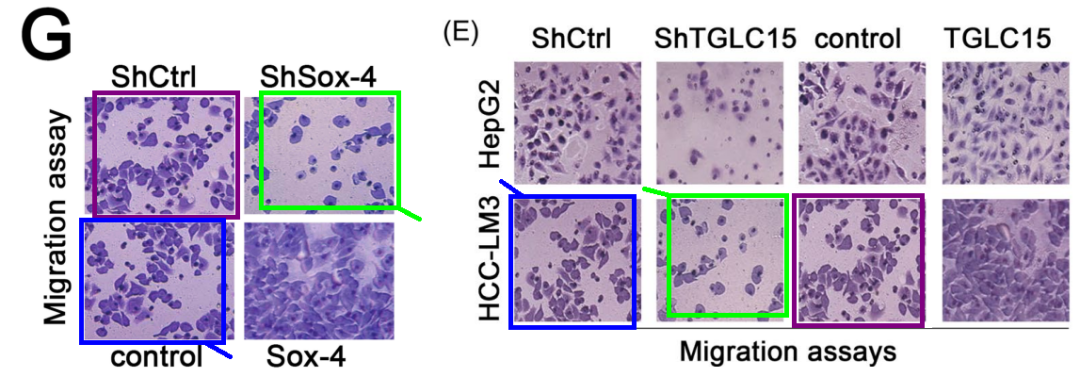 G
ShCtrl ShSox-4
Migration assay
control Sox-4
(E)
ShCtrl ShTGLC15 control TGLC15
HepG2
HCC-LM3
Migration assays